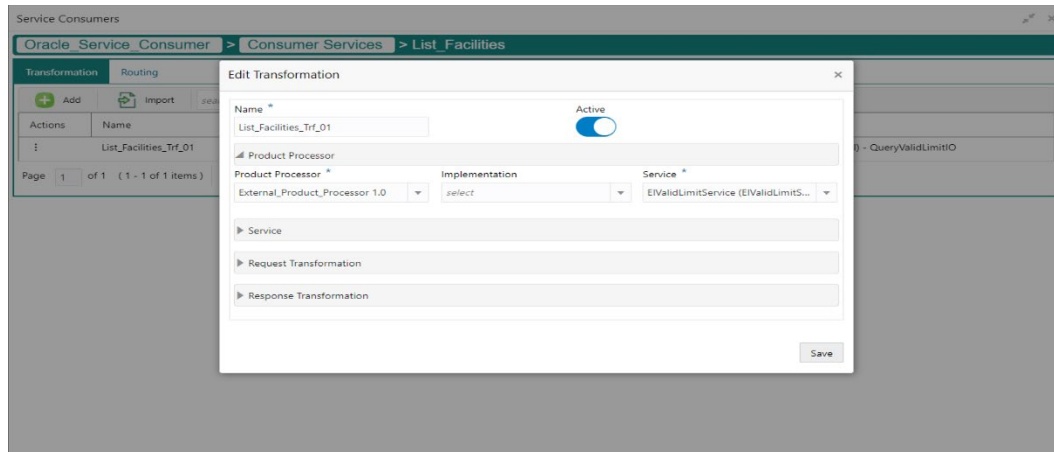 Service Consumers
Oracle_Service_Consumer > Consumer Services > List_Facilities
Transformation Routing
Edit Transformation
Add Import
Name * Active
List_Facilities_Trf_01
Actions Name
List_Facilities_Trf_01 - QueryValidLimitIO
Product Processor
Page 1 of 1 ( 1 - 1 of 1 items )
Product Processor * Implementation Service *
External_Product_Processor 1.0 select ElValidLimitService (ElValidLimitS...
Service
Request Transformation
Response Transformation
Save